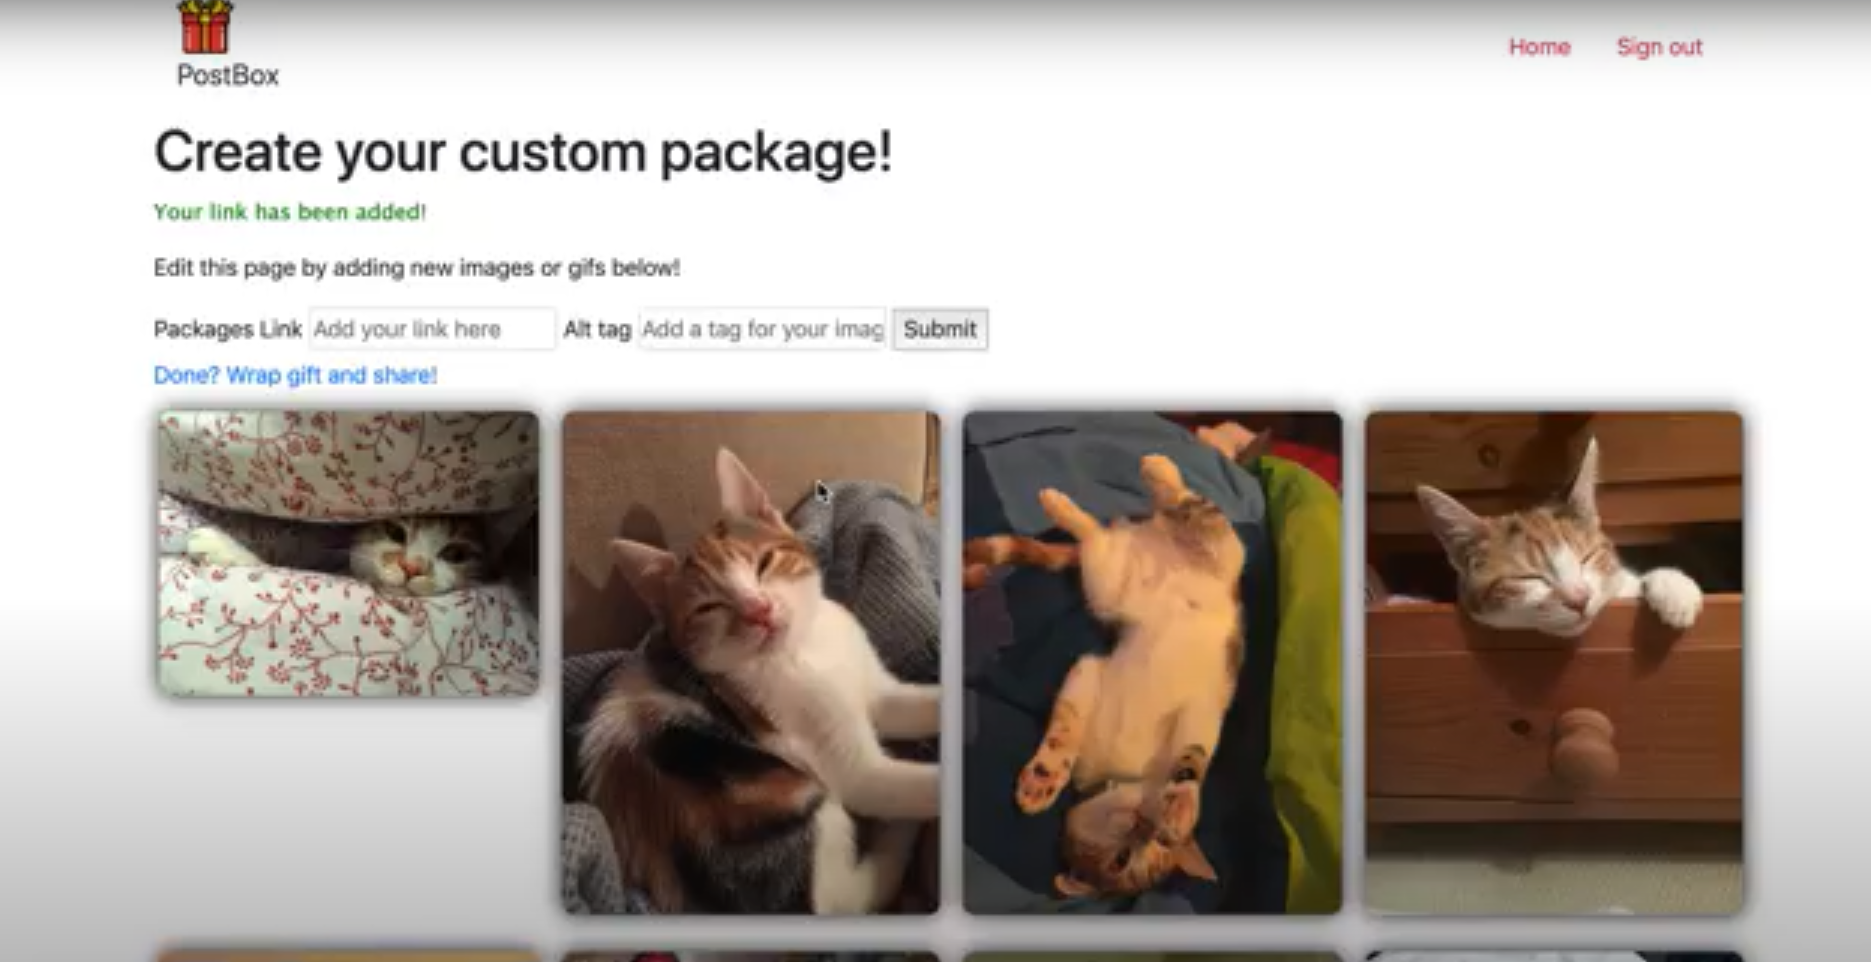 PostBox
Home
Sign out
Create your custom package!
Your link has been added!
Edit this page by adding new images or gifs below!
Packages Link Add your link here Alt tag Add a tag for your imag Submit
Done? Wrap gift and share!